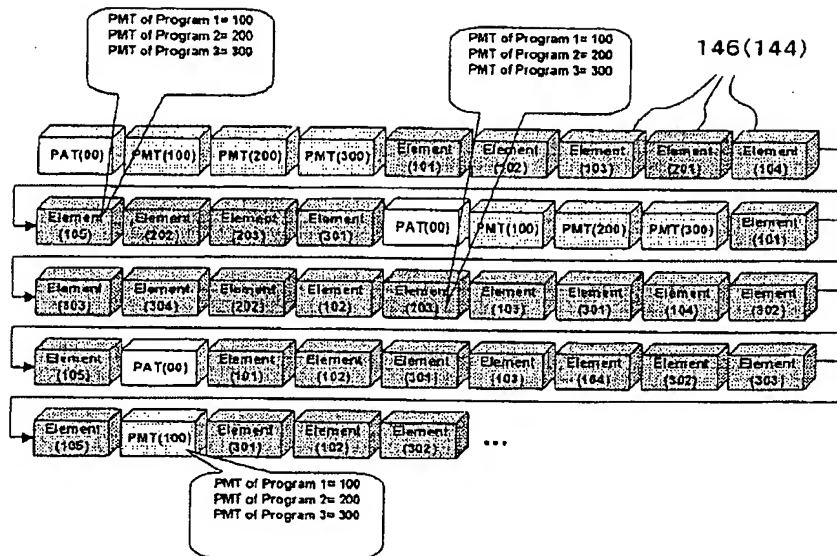 PMT of Program 1= 100
PMT of Program 2= 200
PMT of Program 3= 300
PMT of Program 1= 100
PMT of Program 2= 200
PMT of Program 3= 300
146(144)
PAT(00) PMT(100) PMT(200) PMT(300) Element (101) Element (102) Element (103) Element (201) Element (104)
Element (105) Element (202) Element (203) Element (301) PAT(00) PMT(100) PMT(200) PMT(300) Element (101)
Element (303) Element (304) Element (202) Element (102) Element (203) Element (103) Element (301) Element (104) Element (302)
Element (105) PAT(00) Element (101) Element (102) Element (301) Element (103) Element (104) Element (302) Element (303)
Element (105) PMT(100) Element (301) Element (102) Element (302) ...
PMT of Program 1= 100
PMT of Program 2= 200
PMT of Program 3= 300